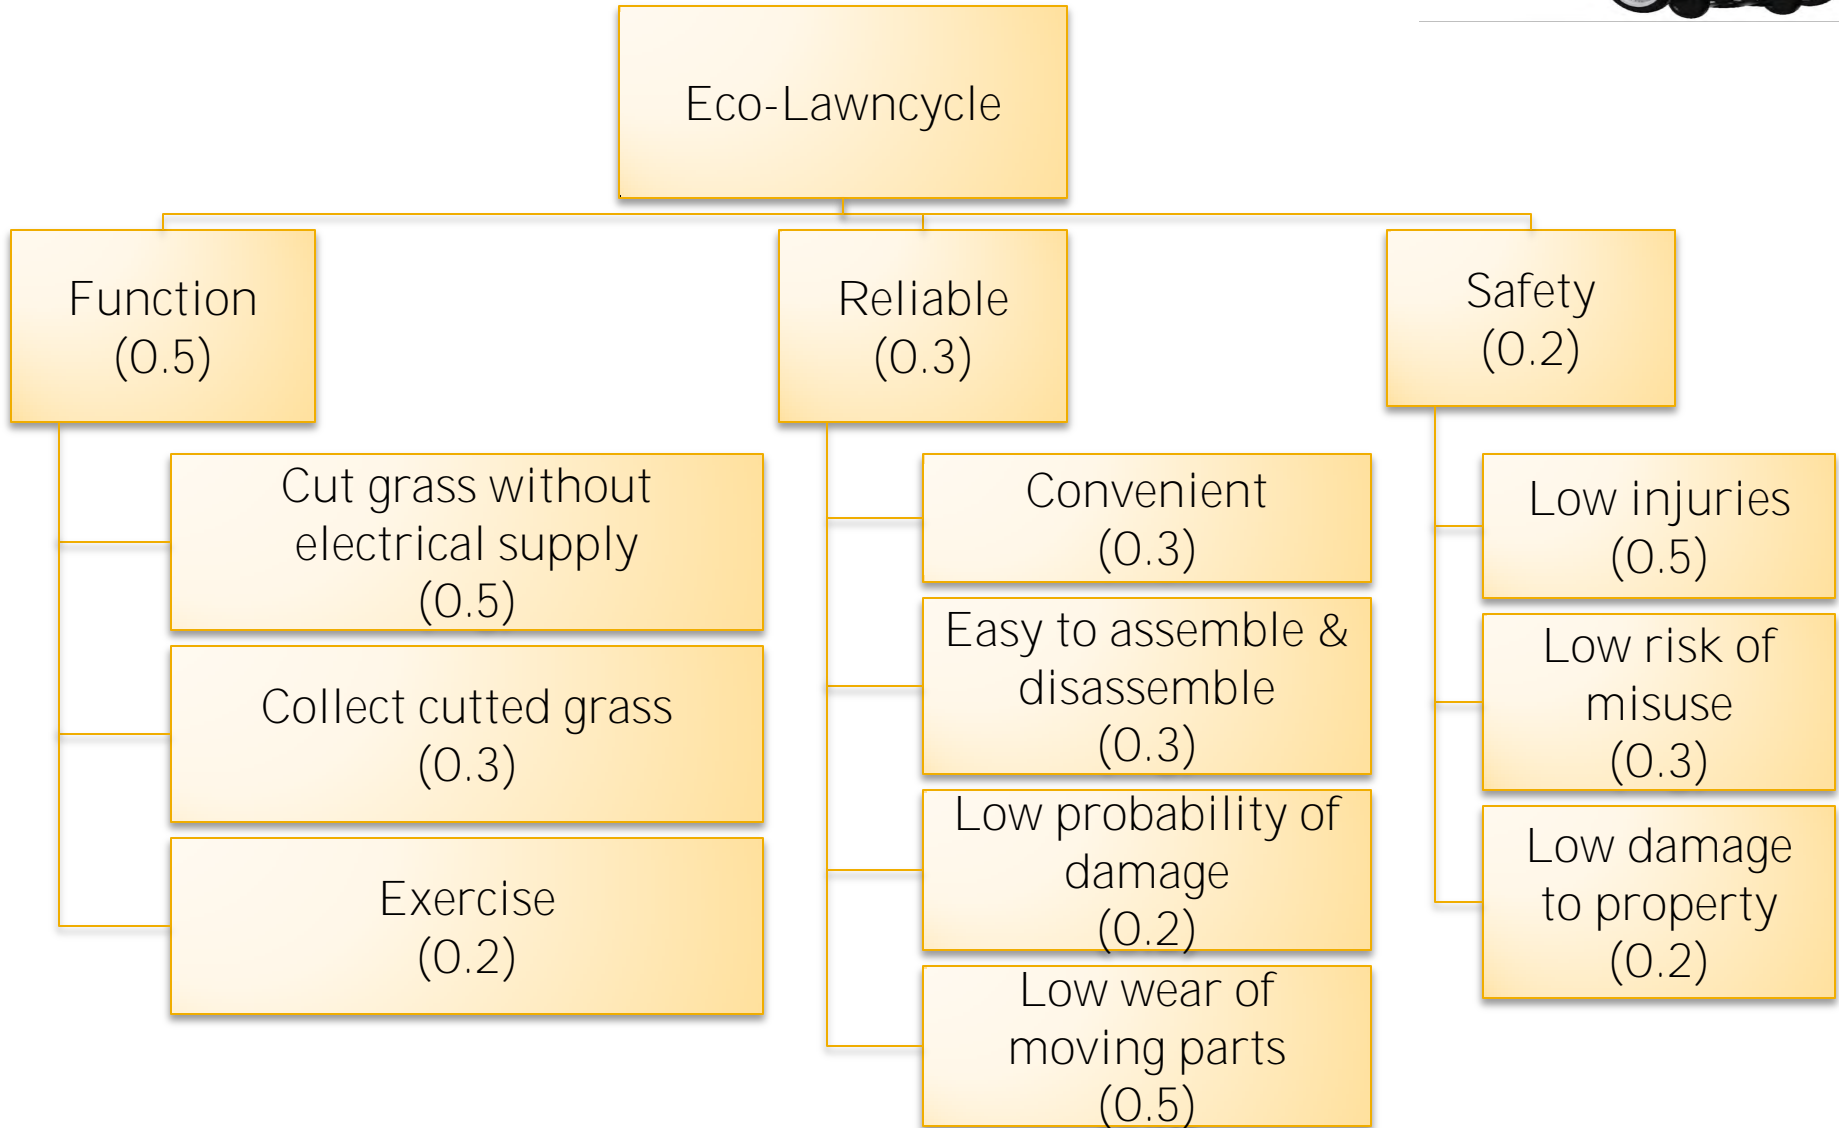 Eco-Lawncycle
Function
(0.5)
Cut grass without
electrical supply
(0.5)
Collect cutted grass
(0.3)
Exercise
(0.2)
Reliable
(0.3)
Convenient
(0.3)
Easy to assemble &
disassemble
(0.3)
Low probability of
damage
(0.2)
Low wear of
moving parts
(0.5)
Safety
(0.2)
Low injuries
(0.5)
Low risk of
misuse
(0.3)
Low damage
to property
(0.2)